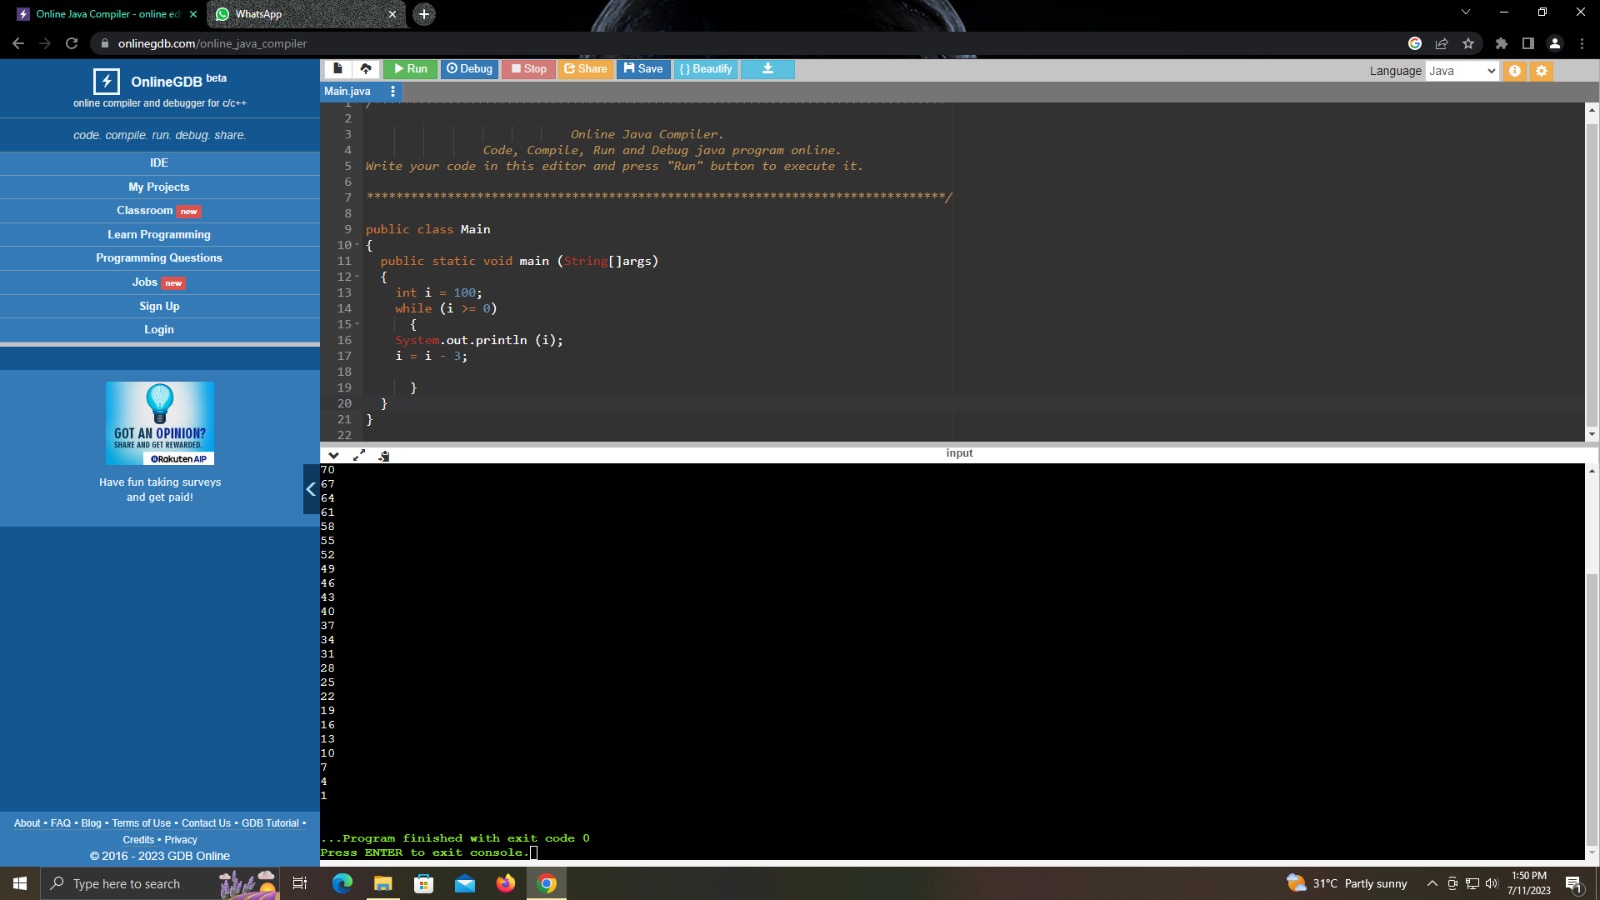 Online Java Compiler - online ed
WhatsApp
onlinegdb.com/online_java_compiler
OnlineGDB beta
online compiler and debugger for c/c++
code. compile. run. debug. share.
IDE
My Projects
Classroom new
Learn Programming
Programming Questions
Jobs new
Sign Up
Login
GOT AN OPINION?
SHARE AND GET REWARDED.
Rakuten AIP
Have fun taking surveys
and get paid!
About • FAQ • Blog • Terms of Use • Contact Us • GDB Tutorial •
Credits • Privacy
© 2016 - 2023 GDB Online
Run Debug Stop Share Save { } Beautify
Language Java
Main.java
1 /
2
3 Online Java Compiler.
4 Code, Compile, Run and Debug java program online.
5 Write your code in this editor and press "Run" button to execute it.
6
7 *******************************************************************************/
8
9 public class Main
10 {
11 public static void main (String[]args)
12 {
13 int i = 100;
14 while (i >= 0)
15 {
16 System.out.println (i);
17 i = i - 3;
18
19 }
20 }
21 }
22
input
70
67
64
61
58
55
52
49
46
43
40
37
34
31
28
25
22
19
16
13
10
7
4
1
...Program finished with exit code 0
Press ENTER to exit console.
Type here to search
31°C Partly sunny
1:50 PM
7/11/2023
1